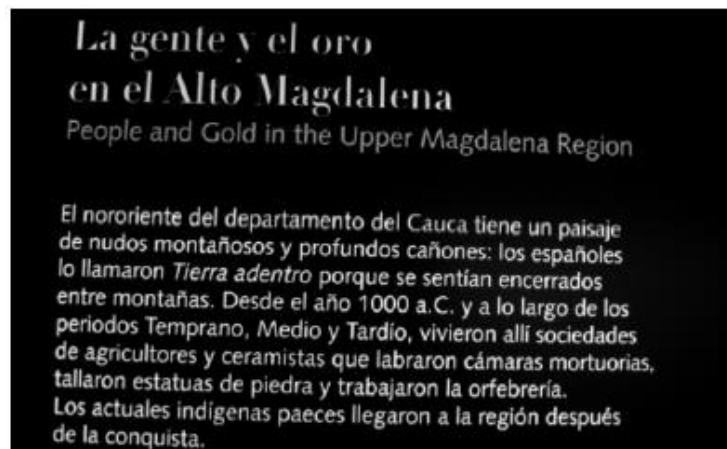 La gente y el oro
en el Alto Magdalena
People and Gold in the Upper Magdalena Region
El nororiente del departamento del Cauca tiene un paisaje
de nudos montañosos y profundos cañones: los españoles
lo llamaron Tierra adentro porque se sentían encerrados
entre montañas. Desde el año 1000 a.C. y a lo largo de los
periodos Temprano, Medio y Tardío, vivieron allí sociedades
de agricultores y ceramistas que labraron cámaras mortuorias,
tallaron estatuas de piedra y trabajaron la orfebrería.
Los actuales indígenas paeces llegaron a la región después
de la conquista.